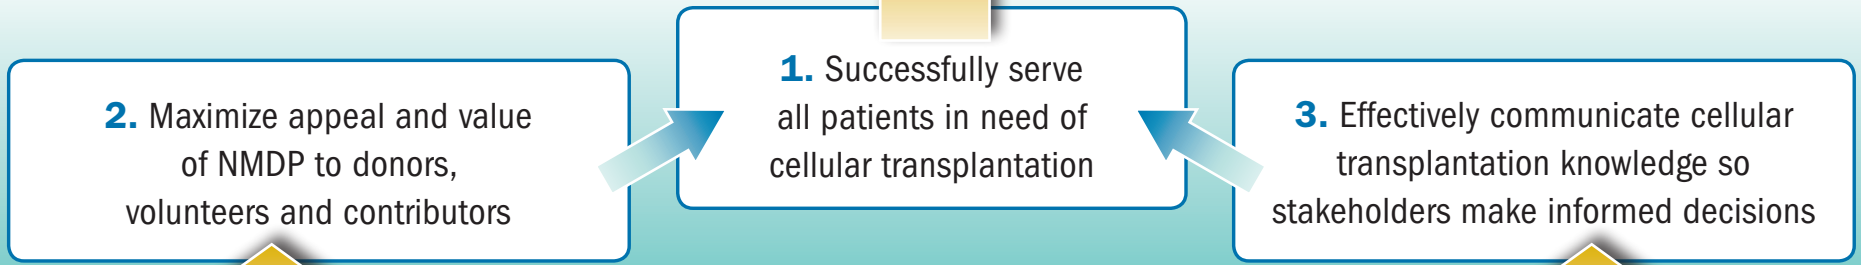 1. Successfully serve
all patients in need of
cellular transplantation
2. Maximize appeal and value
of NMDP to donors,
volunteers and contributors
3. Effectively communicate cellular
transplantation knowledge so
stakeholders make informed decisions